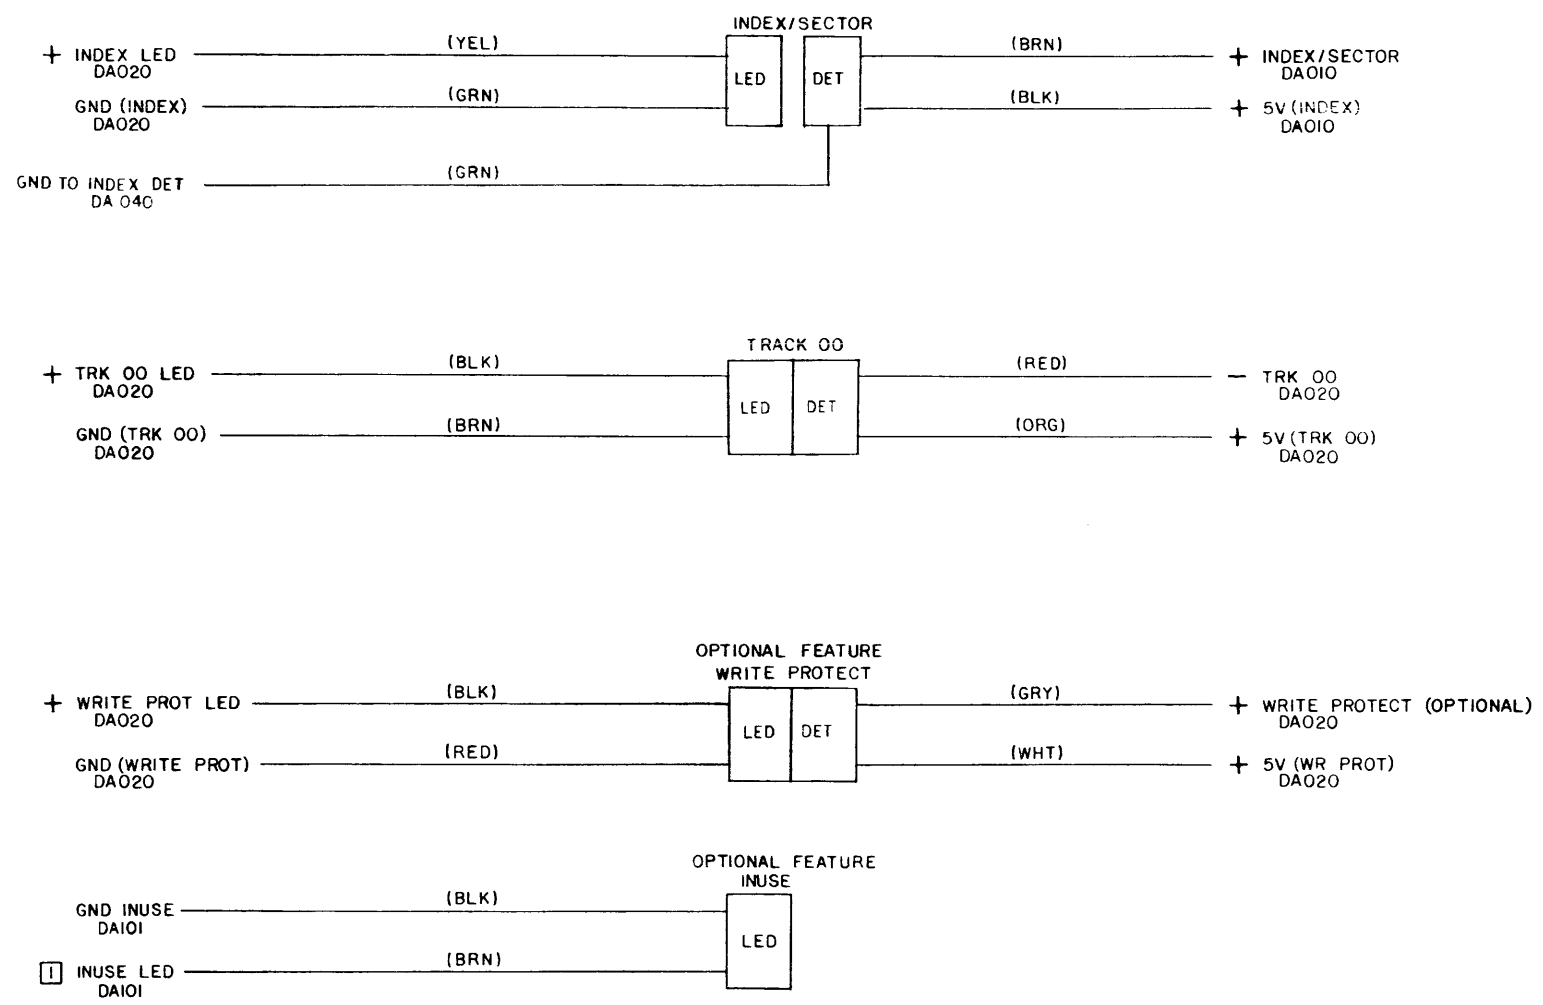 INDEX/SECTOR
+ INDEX LED (YEL) LED DET (BRN) + INDEX/SECTOR
DA020 DA010
GND (INDEX) (GRN) (BLK) + 5V (INDEX)
DA020 DA010
GND TO INDEX DET (GRN)
DA 040
TRACK 00
+ TRK 00 LED (BLK) (RED) − TRK 00
DA020 DA020
LED DET
GND (TRK 00) (BRN) (ORG) + 5V (TRK 00)
DA020 DA020
OPTIONAL FEATURE
WRITE PROTECT
+ WRITE PROT LED (BLK) (GRY) + WRITE PROTECT (OPTIONAL)
DA020 DA020
LED DET
GND (WRITE PROT) (RED) (WHT) + 5V (WR PROT)
DA020 DA020
OPTIONAL FEATURE
INUSE
GND INUSE (BLK)
DA101
LED
1 INUSE LED (BRN)
DA101